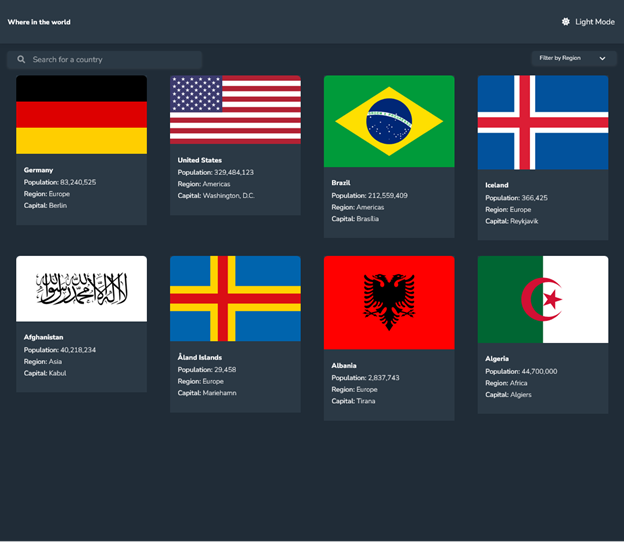 Where in the world
Light Mode
Search for a country
Filter by Region
Germany
Population: 83,240,525
Region: Europe
Capital: Berlin
United States
Population: 329,484,123
Region: Americas
Capital: Washington, D.C.
Brazil
Population: 212,559,409
Region: Americas
Capital: Brasília
Iceland
Population: 366,425
Region: Europe
Capital: Reykjavik
لا إله إلا الله محمد رسول الله
Afghanistan
Population: 40,218,234
Region: Asia
Capital: Kabul
Åland Islands
Population: 29,458
Region: Europe
Capital: Mariehamn
Albania
Population: 2,837,743
Region: Europe
Capital: Tirana
Algeria
Population: 44,700,000
Region: Africa
Capital: Algiers